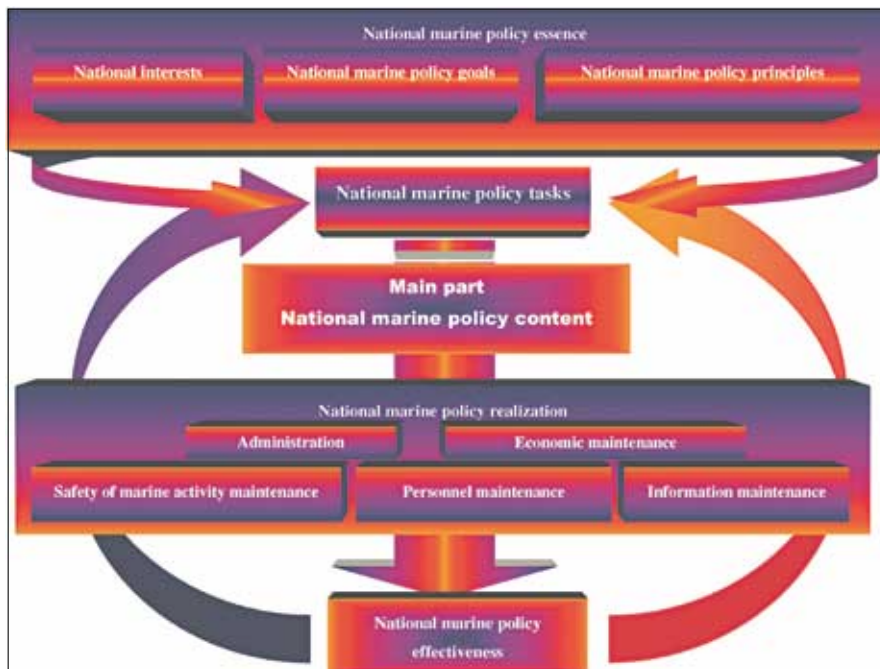 National marine policy essence
National interests
National marine policy goals
National marine policy principles
National marine policy tasks
Main part
National marine policy content
National marine policy realization
Administration
Economic maintenance
Safety of marine activity maintenance
Personnel maintenance
Information maintenance
National marine policy
effectiveness